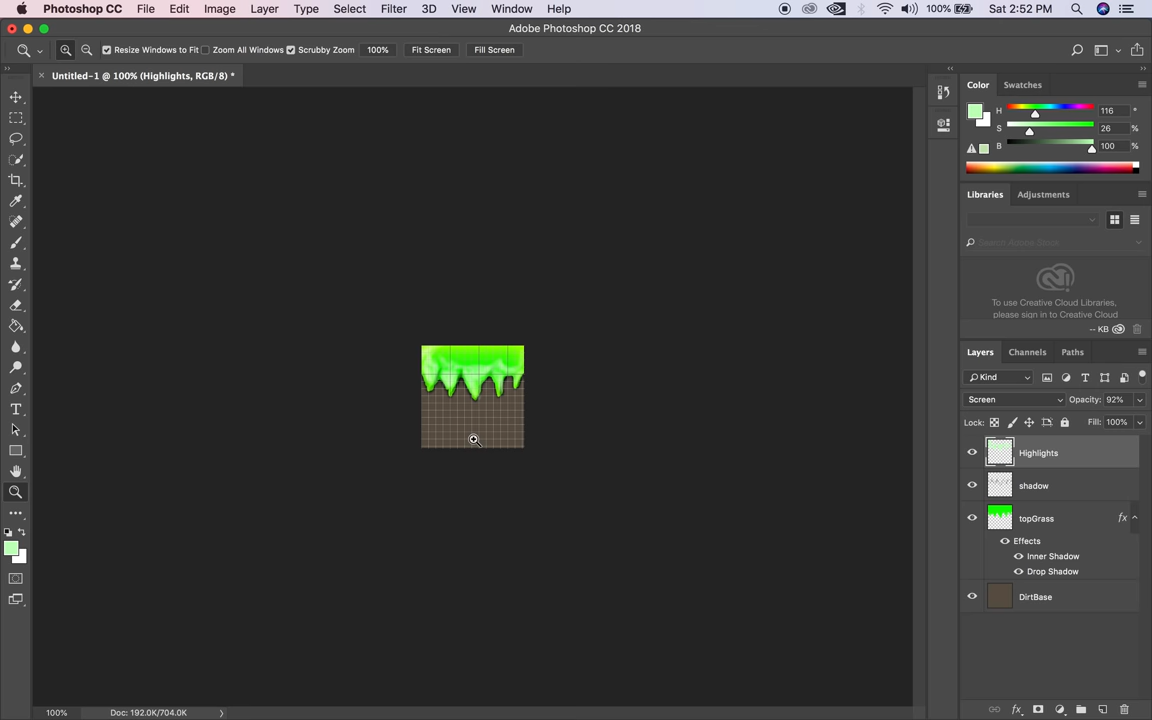 Photoshop CC File Edit Image Layer Type Select Filter 3D View Window Help 100% Sat 2:52 PM
Adobe Photoshop CC 2018
Resize Windows to Fit Zoom All Windows Scrubby Zoom 100% Fit Screen Fill Screen
Untitled-1 @ 100% (Highlights, RGB/8) *
Color Swatches
H 116 °
S 26 %
B 100 %
Libraries Adjustments
Search Adobe Stock
To use Creative Cloud Libraries,
please sign in to Creative Cloud
-- KB
Layers Channels Paths
Kind
Screen Opacity: 92%
Lock: Fill: 100%
Highlights
shadow
topGrass fx
Effects
Inner Shadow
Drop Shadow
DirtBase
100% Doc: 192.0K/704.0K
fx